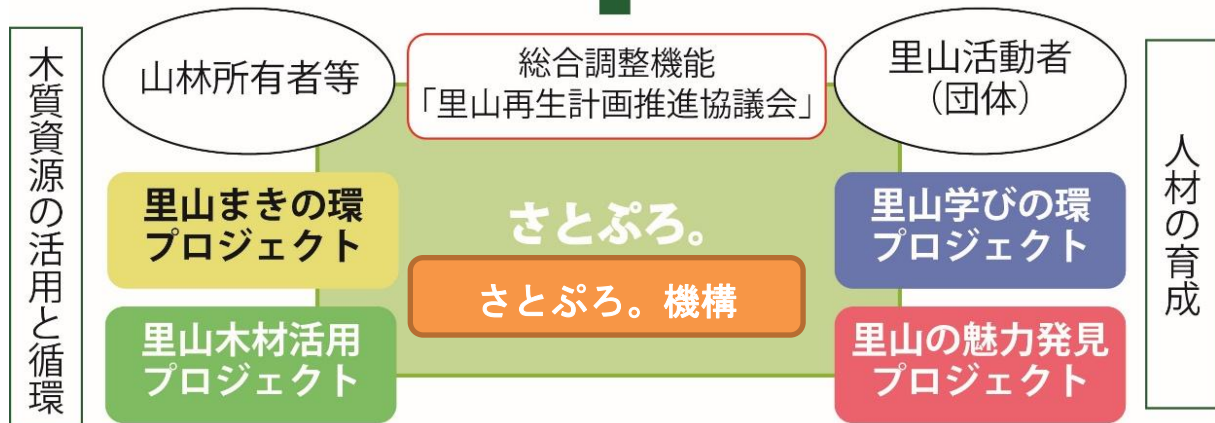 木質資源の活用と循環
山林所有者等
総合調整機能
「里山再生計画推進協議会」
里山活動者
（団体）
里山まきの環
プロジェクト
さとぷろ。
里山学びの環
プロジェクト
さとぷろ。機構
里山木材活用
プロジェクト
里山の魅力発見
プロジェクト
人材の育成